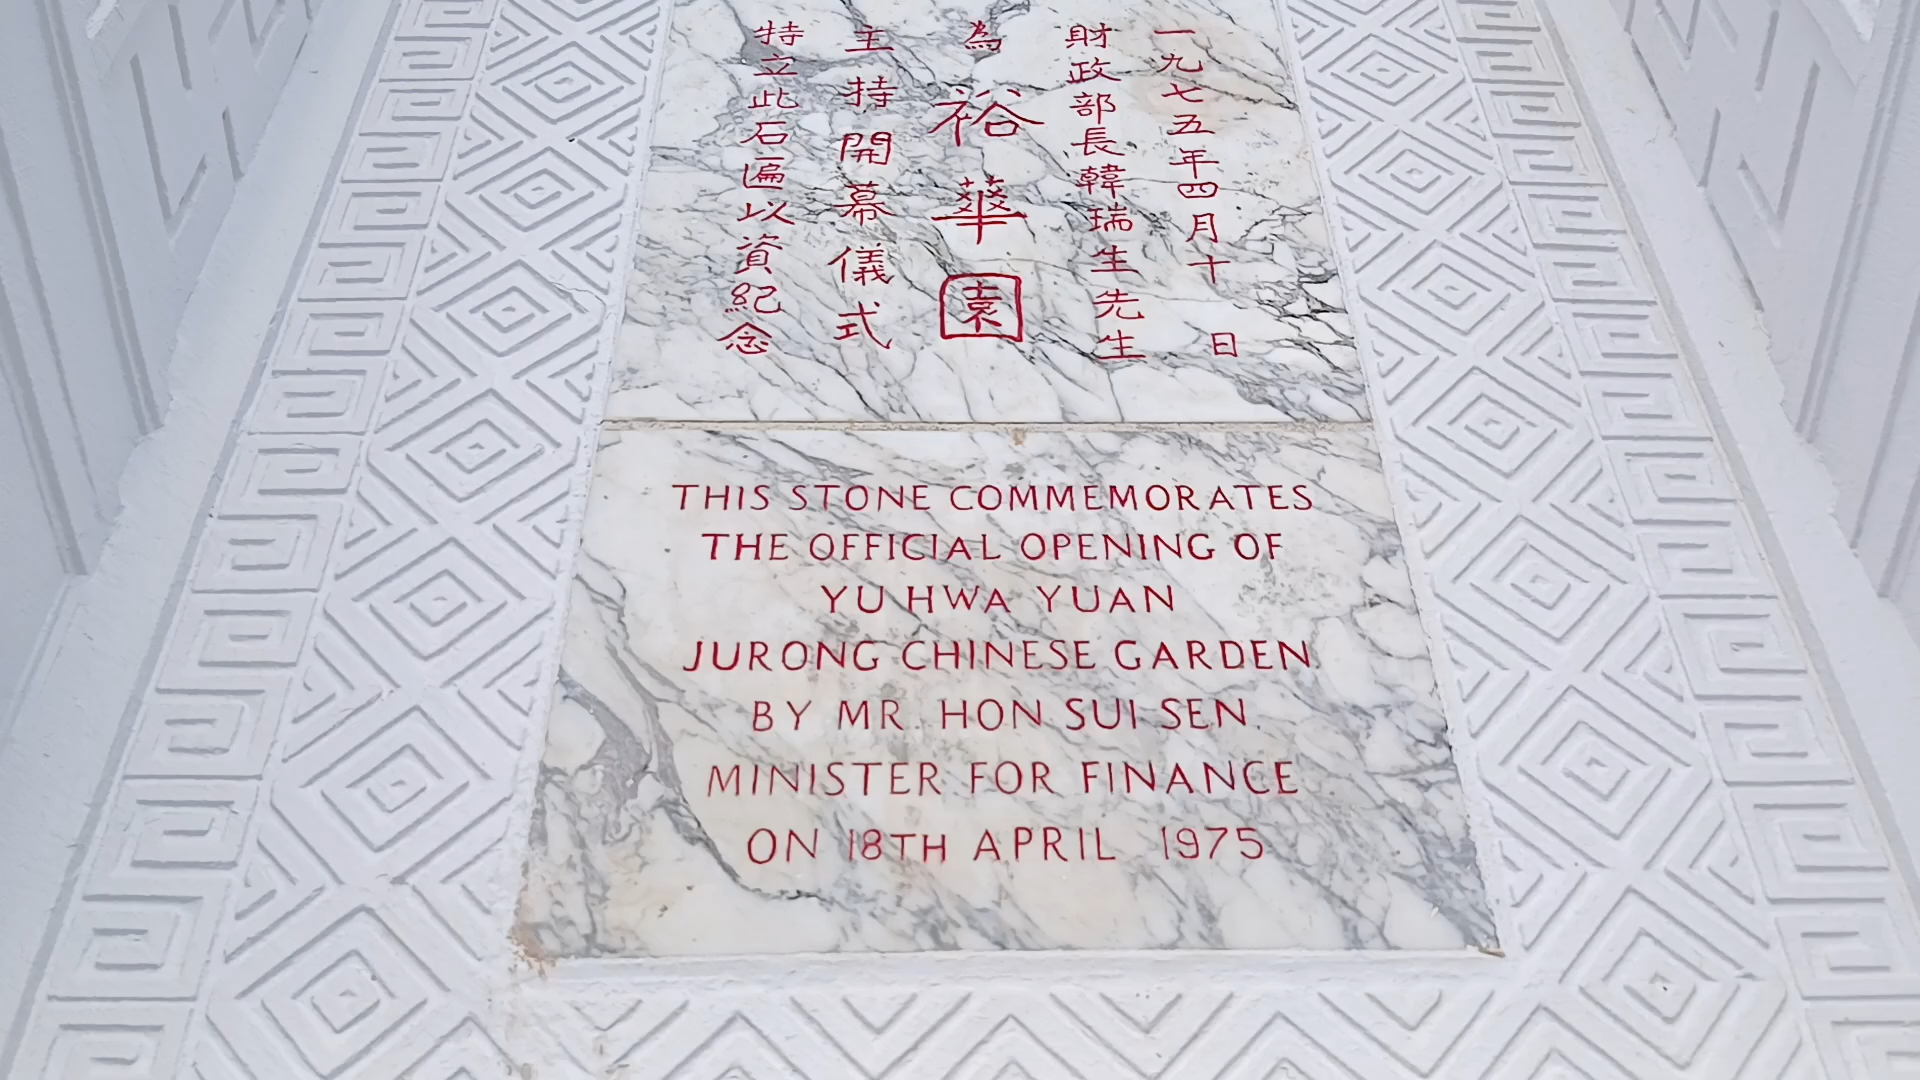 一九七五年四月十日
財政部長韓瑞生先生
為裕華園
主持開幕儀式
特立此石匾以資紀念
THIS STONE COMMEMORATES
THE OFFICIAL OPENING OF
YU HWA YUAN
JURONG CHINESE GARDEN
BY MR. HON SUI SEN
MINISTER FOR FINANCE
ON 18TH APRIL 1975